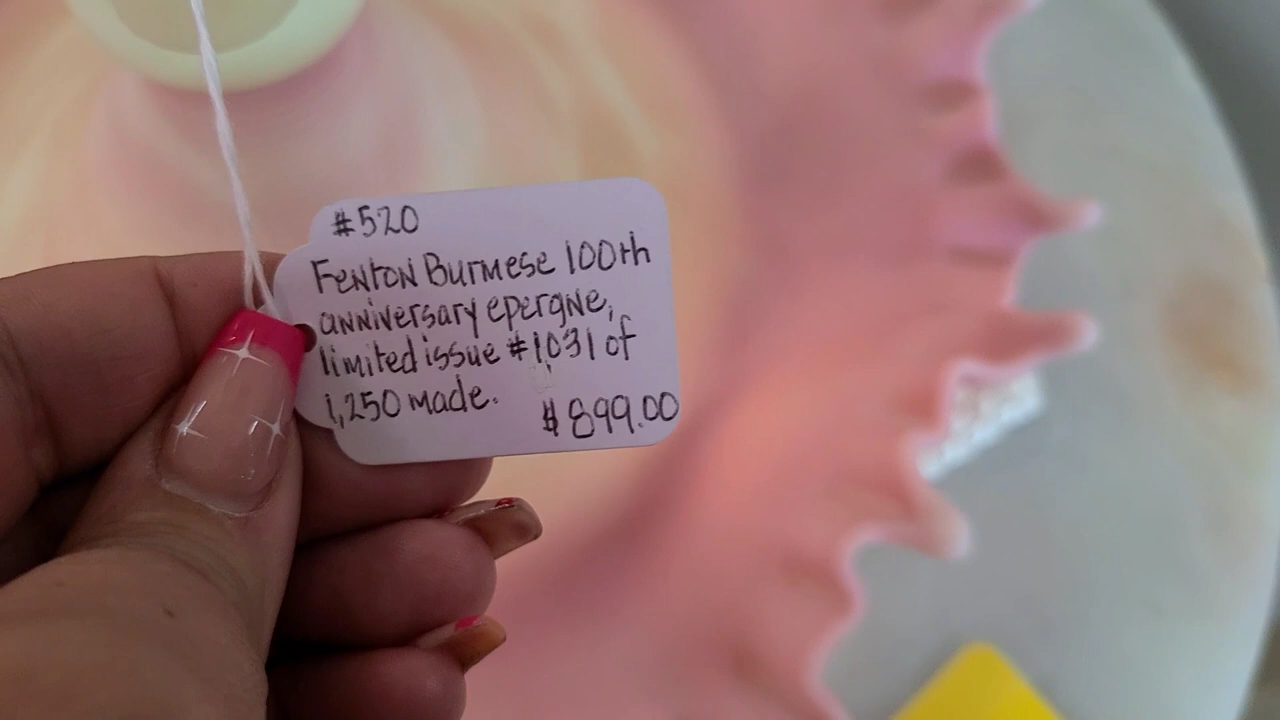 #520
Fenton Burmese 100th
anniversary epergne,
limited issue #1031 of
1,250 made.
$899.00